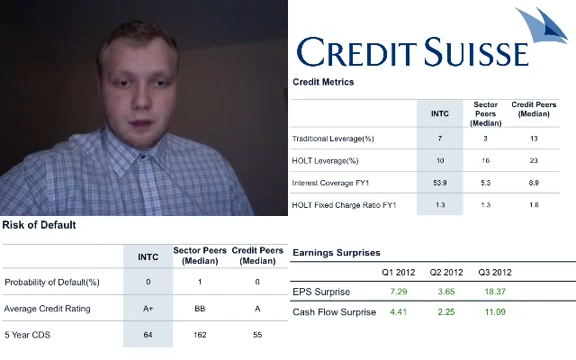 CREDIT SUISSE
Credit Metrics
INTC Sector Peers (Median) Credit Peers (Median)
Traditional Leverage(%) 7 3 13
HOLT Leverage(%) 10 16 23
Interest Coverage FY1 53.9 5.3 8.9
HOLT Fixed Charge Ratio FY1 1.3 1.3 1.6
Risk of Default
INTC Sector Peers (Median) Credit Peers (Median)
Probability of Default(%) 0 1 0
Average Credit Rating A+ BB A
5 Year CDS 64 162 55
Earnings Surprises
Q1 2012 Q2 2012 Q3 2012
EPS Surprise 7.29 3.65 18.37
Cash Flow Surprise 4.41 2.25 11.09